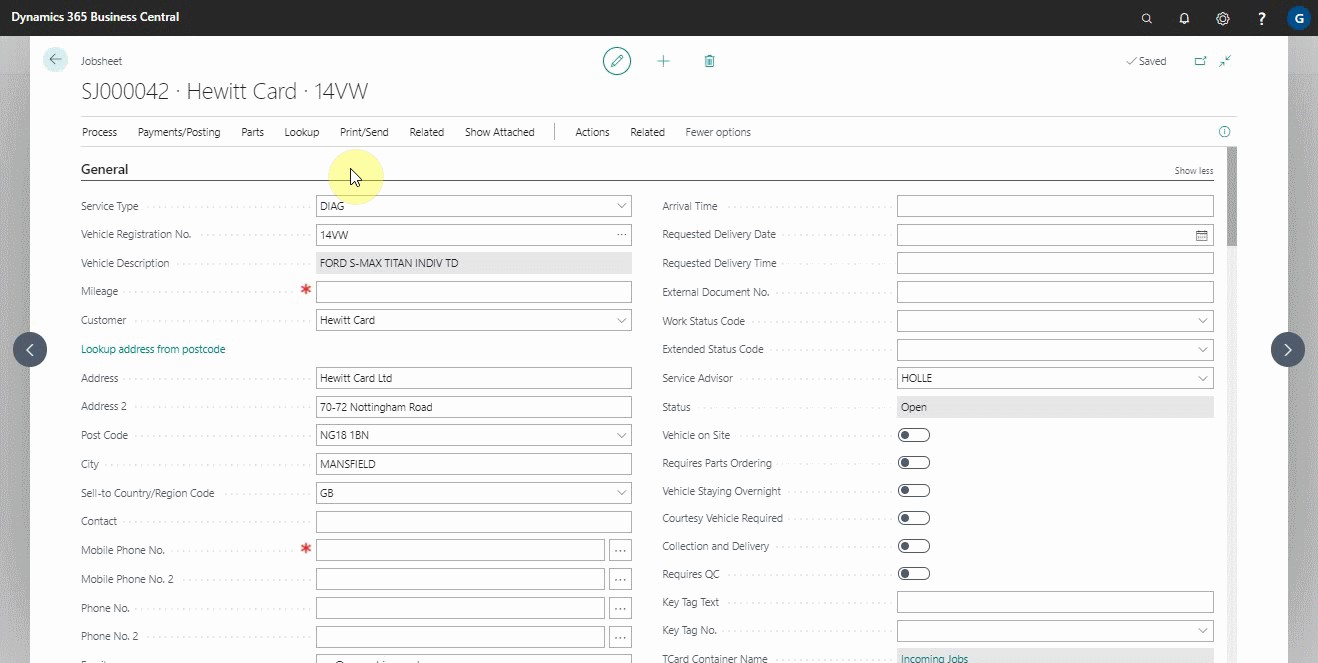 Dynamics 365 Business Central
?
G
Jobsheet
Saved
SJ000042 · Hewitt Card · 14VW
Process Payments/Posting Parts Lookup Print/Send Related Show Attached Actions Related Fewer options
General
Show less
Service Type DIAG
Vehicle Registration No. 14VW
Vehicle Description FORD S-MAX TITAN INDIV TD
Mileage
Customer Hewitt Card
Lookup address from postcode
Address Hewitt Card Ltd
Address 2 70-72 Nottingham Road
Post Code NG18 1BN
City MANSFIELD
Sell-to Country/Region Code GB
Contact
Mobile Phone No.
Mobile Phone No. 2
Phone No.
Phone No. 2
Arrival Time
Requested Delivery Date
Requested Delivery Time
External Document No.
Work Status Code
Extended Status Code
Service Advisor HOLLE
Status Open
Vehicle on Site
Requires Parts Ordering
Vehicle Staying Overnight
Courtesy Vehicle Required
Collection and Delivery
Requires QC
Key Tag Text
Key Tag No.
TCard Container Name Incoming Jobs